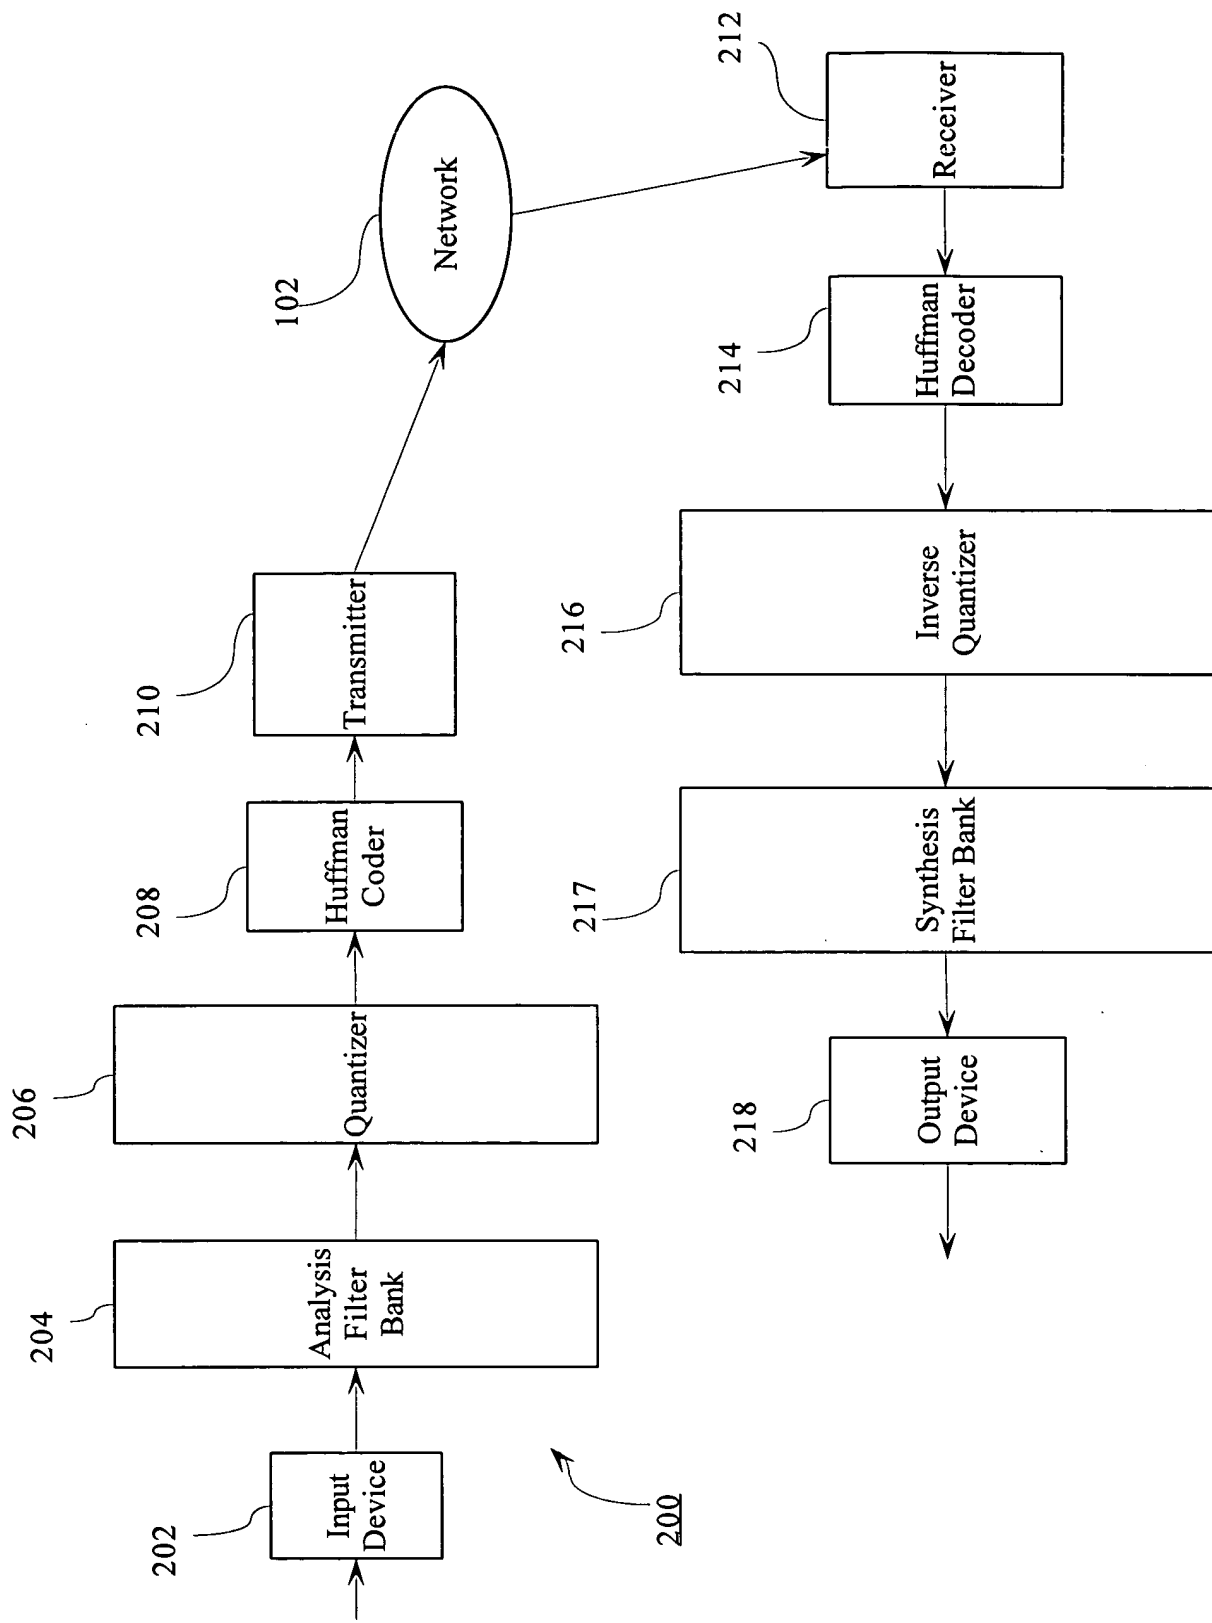 202
Input
Device
204
Analysis
Filter
Bank
206
Quantizer
208
Huffman
Coder
210
Transmitter
102
Network
212
Receiver
214
Huffman
Decoder
216
Inverse
Quantizer
217
Synthesis
Filter Bank
218
Output
Device
200